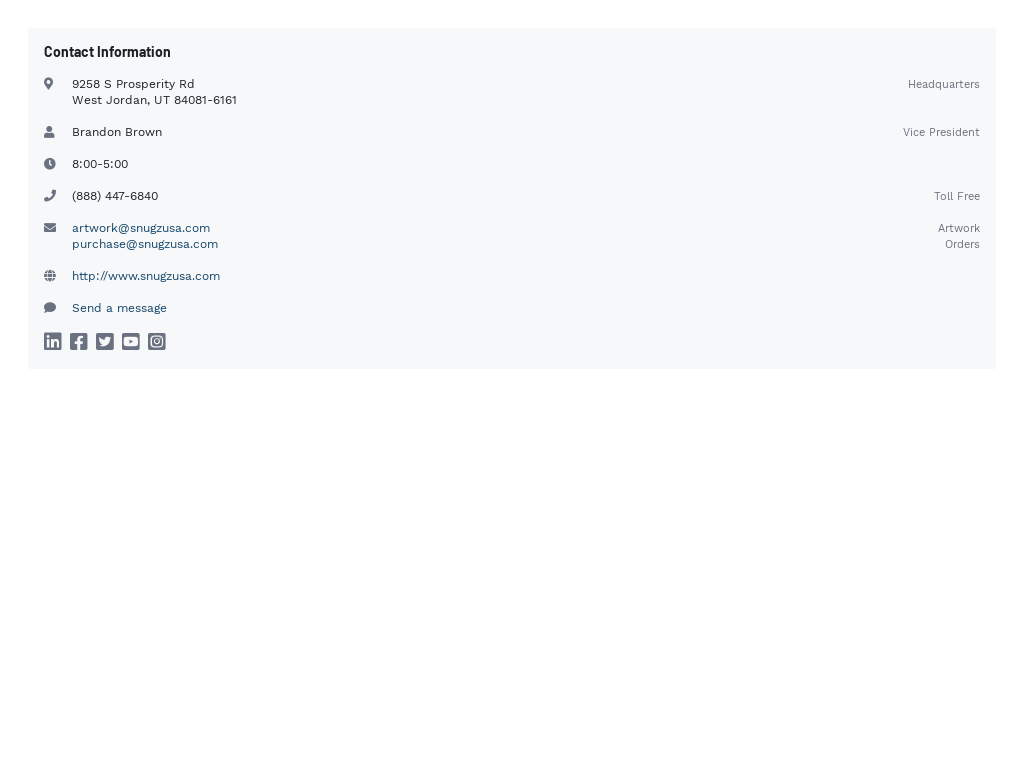 Contact Information
9258 S Prosperity Rd
Headquarters
West Jordan, UT 84081-6161
Brandon Brown
Vice President
8:00-5:00
(888) 447-6840
Toll Free
artwork@snugzusa.com
Artwork
purchase@snugzusa.com
Orders
http://www.snugzusa.com
Send a message